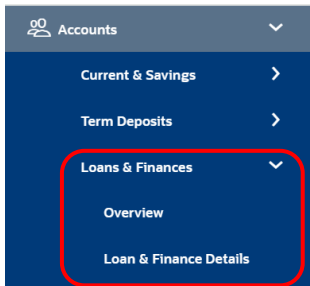 Accounts
Current & Savings
Term Deposits
Loans & Finances
Overview
Loan & Finance Details